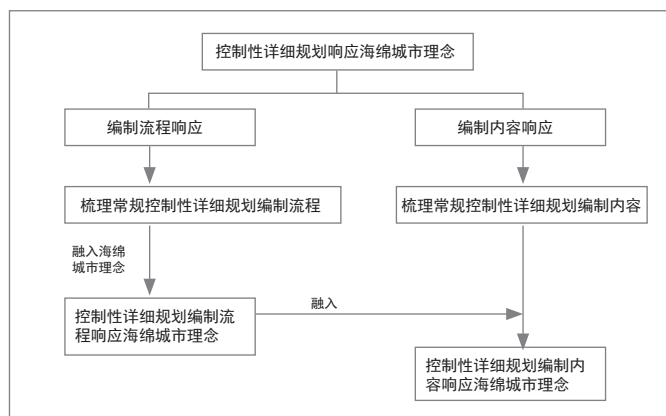 控制性详细规划响应海绵城市理念
编制流程响应
编制内容响应
梳理常规控制性详细规划编制流程
梳理常规控制性详细规划编制内容
融入海绵
城市理念
控制性详细规划编制流
程响应海绵城市理念
融入
控制性详细规划编制内
容响应海绵城市理念